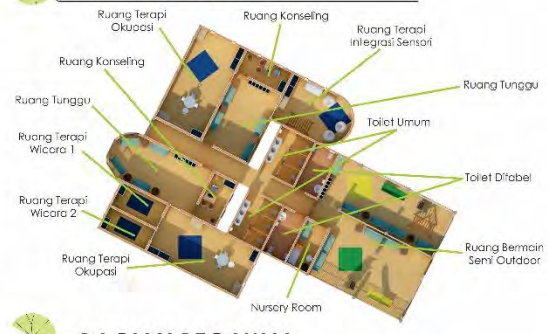 Ruang Terapi
Okupasi
Ruang Konseling
Ruang Terapi
Integrasi Sensori
Ruang Konseling
Ruang Tunggu
Ruang Tunggu
Toilet Umum
Ruang Terapi
Wicara 1
Toilet Difabel
Ruang Terapi
Wicara 2
Ruang Terapi
Okupasi
Ruang Bermain
Semi Outdoor
Nursery Room